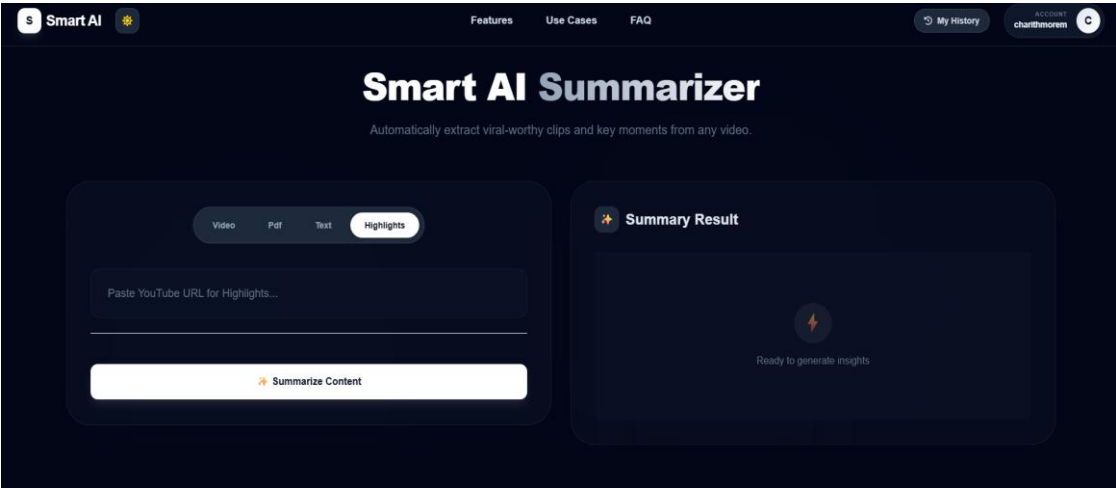 S Smart AI Features Use Cases FAQ My History ACCOUNT charithmorem C
Smart AI Summarizer
Automatically extract viral-worthy clips and key moments from any video.
Video Pdf Text Highlights
Paste YouTube URL for Highlights...
Summarize Content
Summary Result
Ready to generate insights